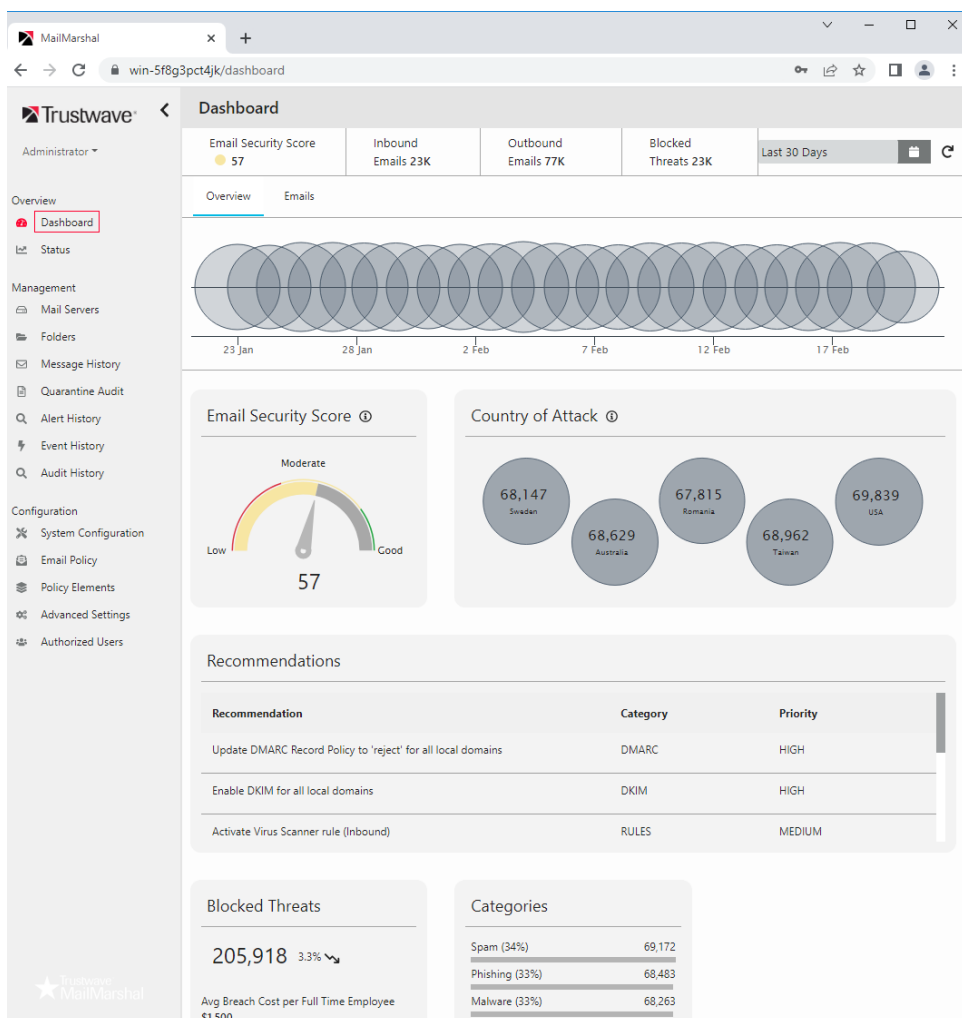 MailMarshal
win-5f8g3pct4jk/dashboard
Trustwave
Administrator
Overview
Dashboard
Status
Management
Mail Servers
Folders
Message History
Quarantine Audit
Alert History
Event History
Audit History
Configuration
System Configuration
Email Policy
Policy Elements
Advanced Settings
Authorized Users
Trustwave
MailMarshal
Dashboard
Email Security Score
57
Inbound
Emails 23K
Outbound
Emails 77K
Blocked
Threats 23K
Last 30 Days
Overview Emails
23 Jan 28 Jan 2 Feb 7 Feb 12 Feb 17 Feb
Email Security Score
Moderate
Low Good
57
Country of Attack
68,147
Sweden
68,629
Australia
67,815
Romania
68,962
Taiwan
69,839
USA
Recommendations
Recommendation Category Priority
Update DMARC Record Policy to 'reject' for all local domains DMARC HIGH
Enable DKIM for all local domains DKIM HIGH
Activate Virus Scanner rule (Inbound) RULES MEDIUM
Blocked Threats
205,918 3.3%
Avg Breach Cost per Full Time Employee
$1,500
Categories
Spam (34%) 69,172
Phishing (33%) 68,483
Malware (33%) 68,263